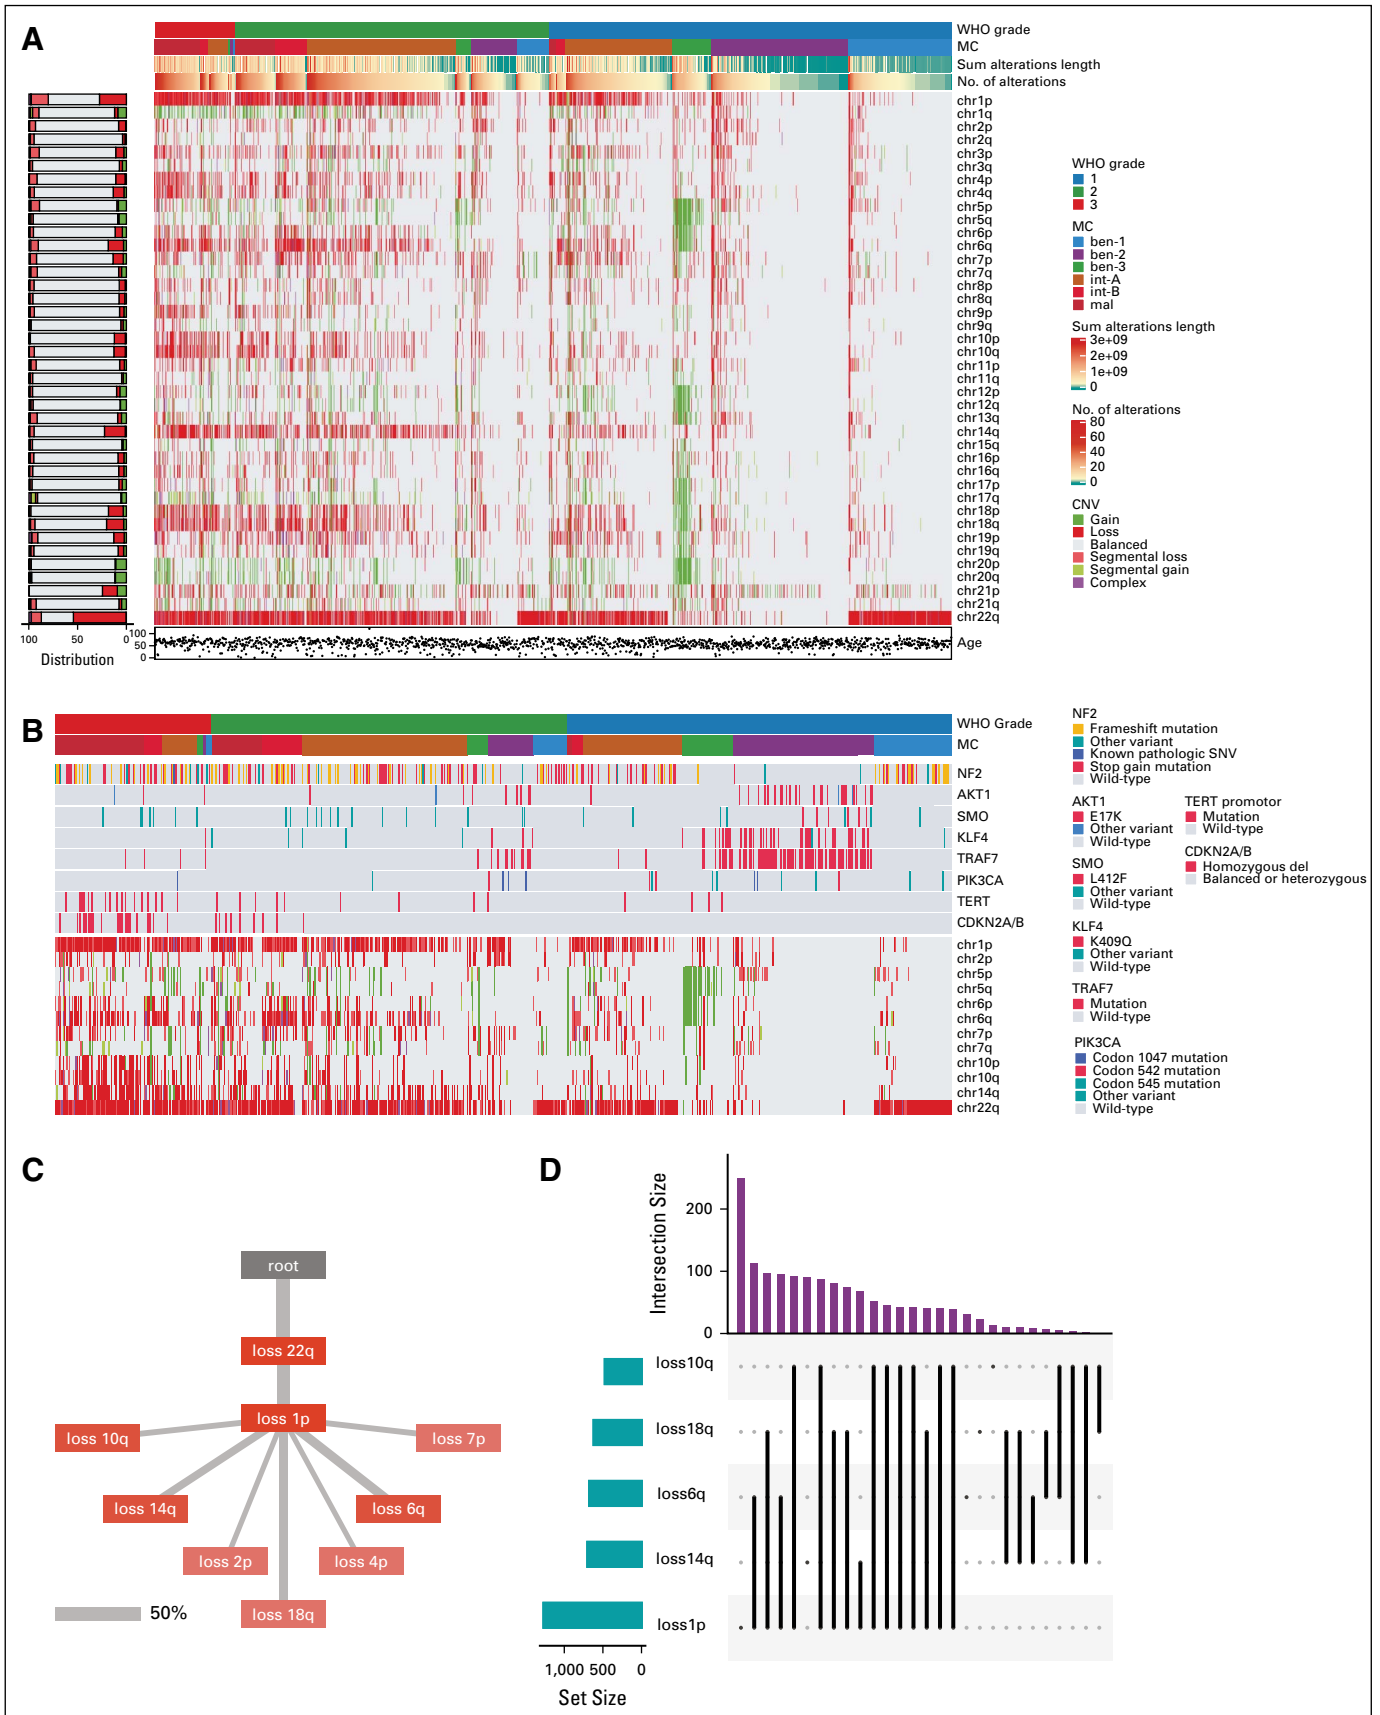 A
WHO grade
MC
Sum alterations length
No. of alterations
chr1p
chr1q
chr2p
chr2q
chr3p
chr3q
chr4p
chr4q
chr5p
chr5q
chr6p
chr6q
chr7p
chr7q
chr8p
chr8q
chr9p
chr9q
chr10p
chr10q
chr11p
chr11q
chr12p
chr12q
chr13q
chr14q
chr15q
chr16p
chr16q
chr17p
chr17q
chr18p
chr18q
chr19p
chr19q
chr20p
chr20q
chr21p
chr21q
chr22q
100 50 0
Distribution
100
50
0
Age
WHO grade
1
2
3
MC
ben-1
ben-2
ben-3
int-A
int-B
mal
Sum alterations length
3e+09
2e+09
1e+09
0
No. of alterations
80
60
40
20
0
CNV
Gain
Loss
Balanced
Segmental loss
Segmental gain
Complex
B
WHO Grade
MC
NF2
AKT1
SMO
KLF4
TRAF7
PIK3CA
TERT
CDKN2A/B
chr1p
chr2p
chr5p
chr5q
chr6p
chr6q
chr7p
chr7q
chr10p
chr10q
chr14q
chr22q
NF2
Frameshift mutation
Other variant
Known pathologic SNV
Stop gain mutation
Wild-type
AKT1
E17K
Other variant
Wild-type
SMO
L412F
Other variant
Wild-type
KLF4
K409Q
Other variant
Wild-type
TRAF7
Mutation
Wild-type
PIK3CA
Codon 1047 mutation
Codon 542 mutation
Codon 545 mutation
Other variant
Wild-type
TERT promotor
Mutation
Wild-type
CDKN2A/B
Homozygous del
Balanced or heterozygous
C
root
loss 22q
loss 1p
loss 10q
loss 7p
loss 14q
loss 6q
loss 2p
loss 4p
loss 18q
50%
D
Intersection Size
200
100
0
loss10q
loss18q
loss6q
loss14q
loss1p
1,000 500 0
Set Size